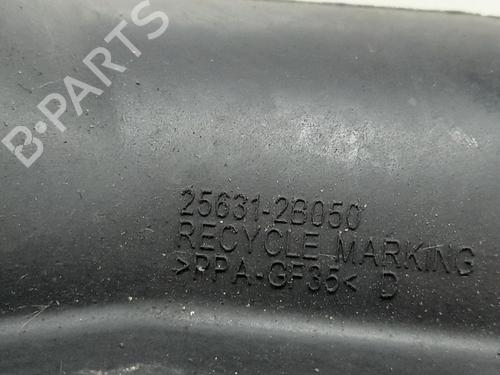 B-PARTS
25631-2B050
RECYCLE MARKING
>PPA-GF35< D